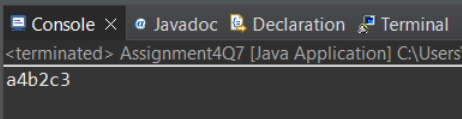 Console Javadoc Declaration Terminal
<terminated> Assignment4Q7 [Java Application] C:\Users\
a4b2c3